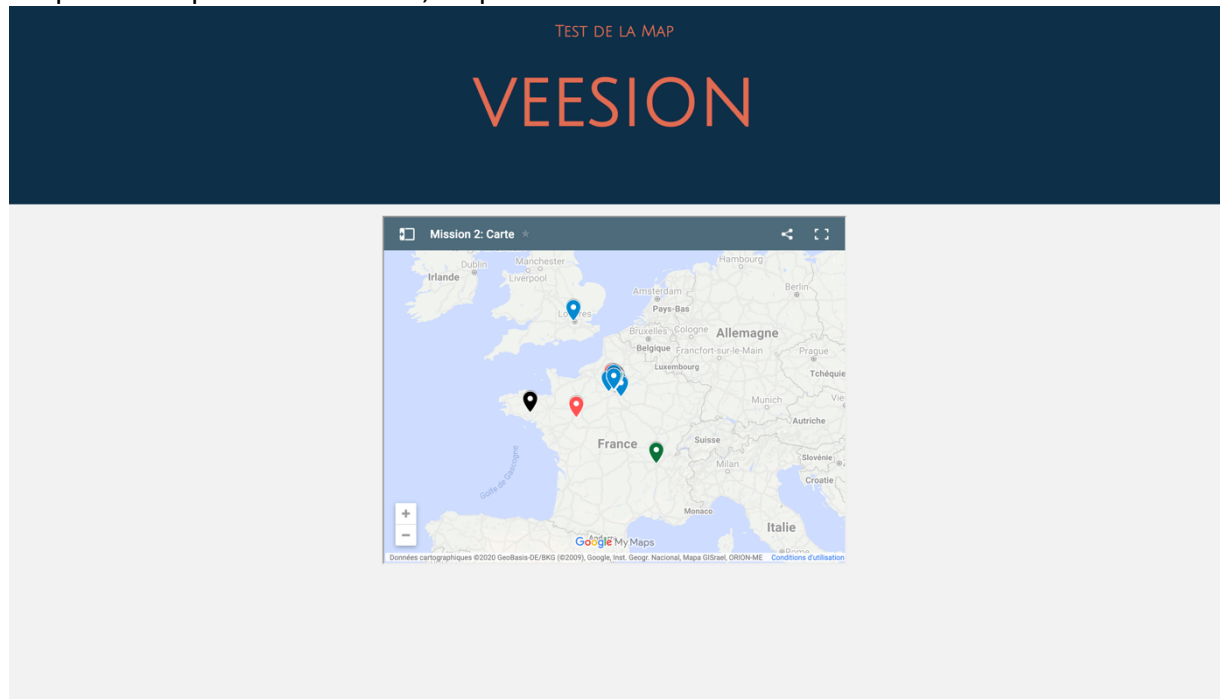 Test de la Map
VEESION
Mission 2: Carte
Hambourg
Dublin
Manchester
Irlande
Liverpool
Berlin
Amsterdam
Pays-Bas
Bruxelles
Cologne
Allemagne
Belgique
Francfort-sur-le-Main
Prague
Luxembourg
Tchéquie
Munich
Autriche
France
Suisse
Slovénie
Milan
Golfe de Gascogne
Croatie
Monaco
Italie
Google My Maps
Rome
Données cartographiques ©2020 GeoBasis-DE/BKG (©2009), Google, Inst. Geogr. Nacional, Mapa GISrael, ORION-ME Conditions d'utilisation